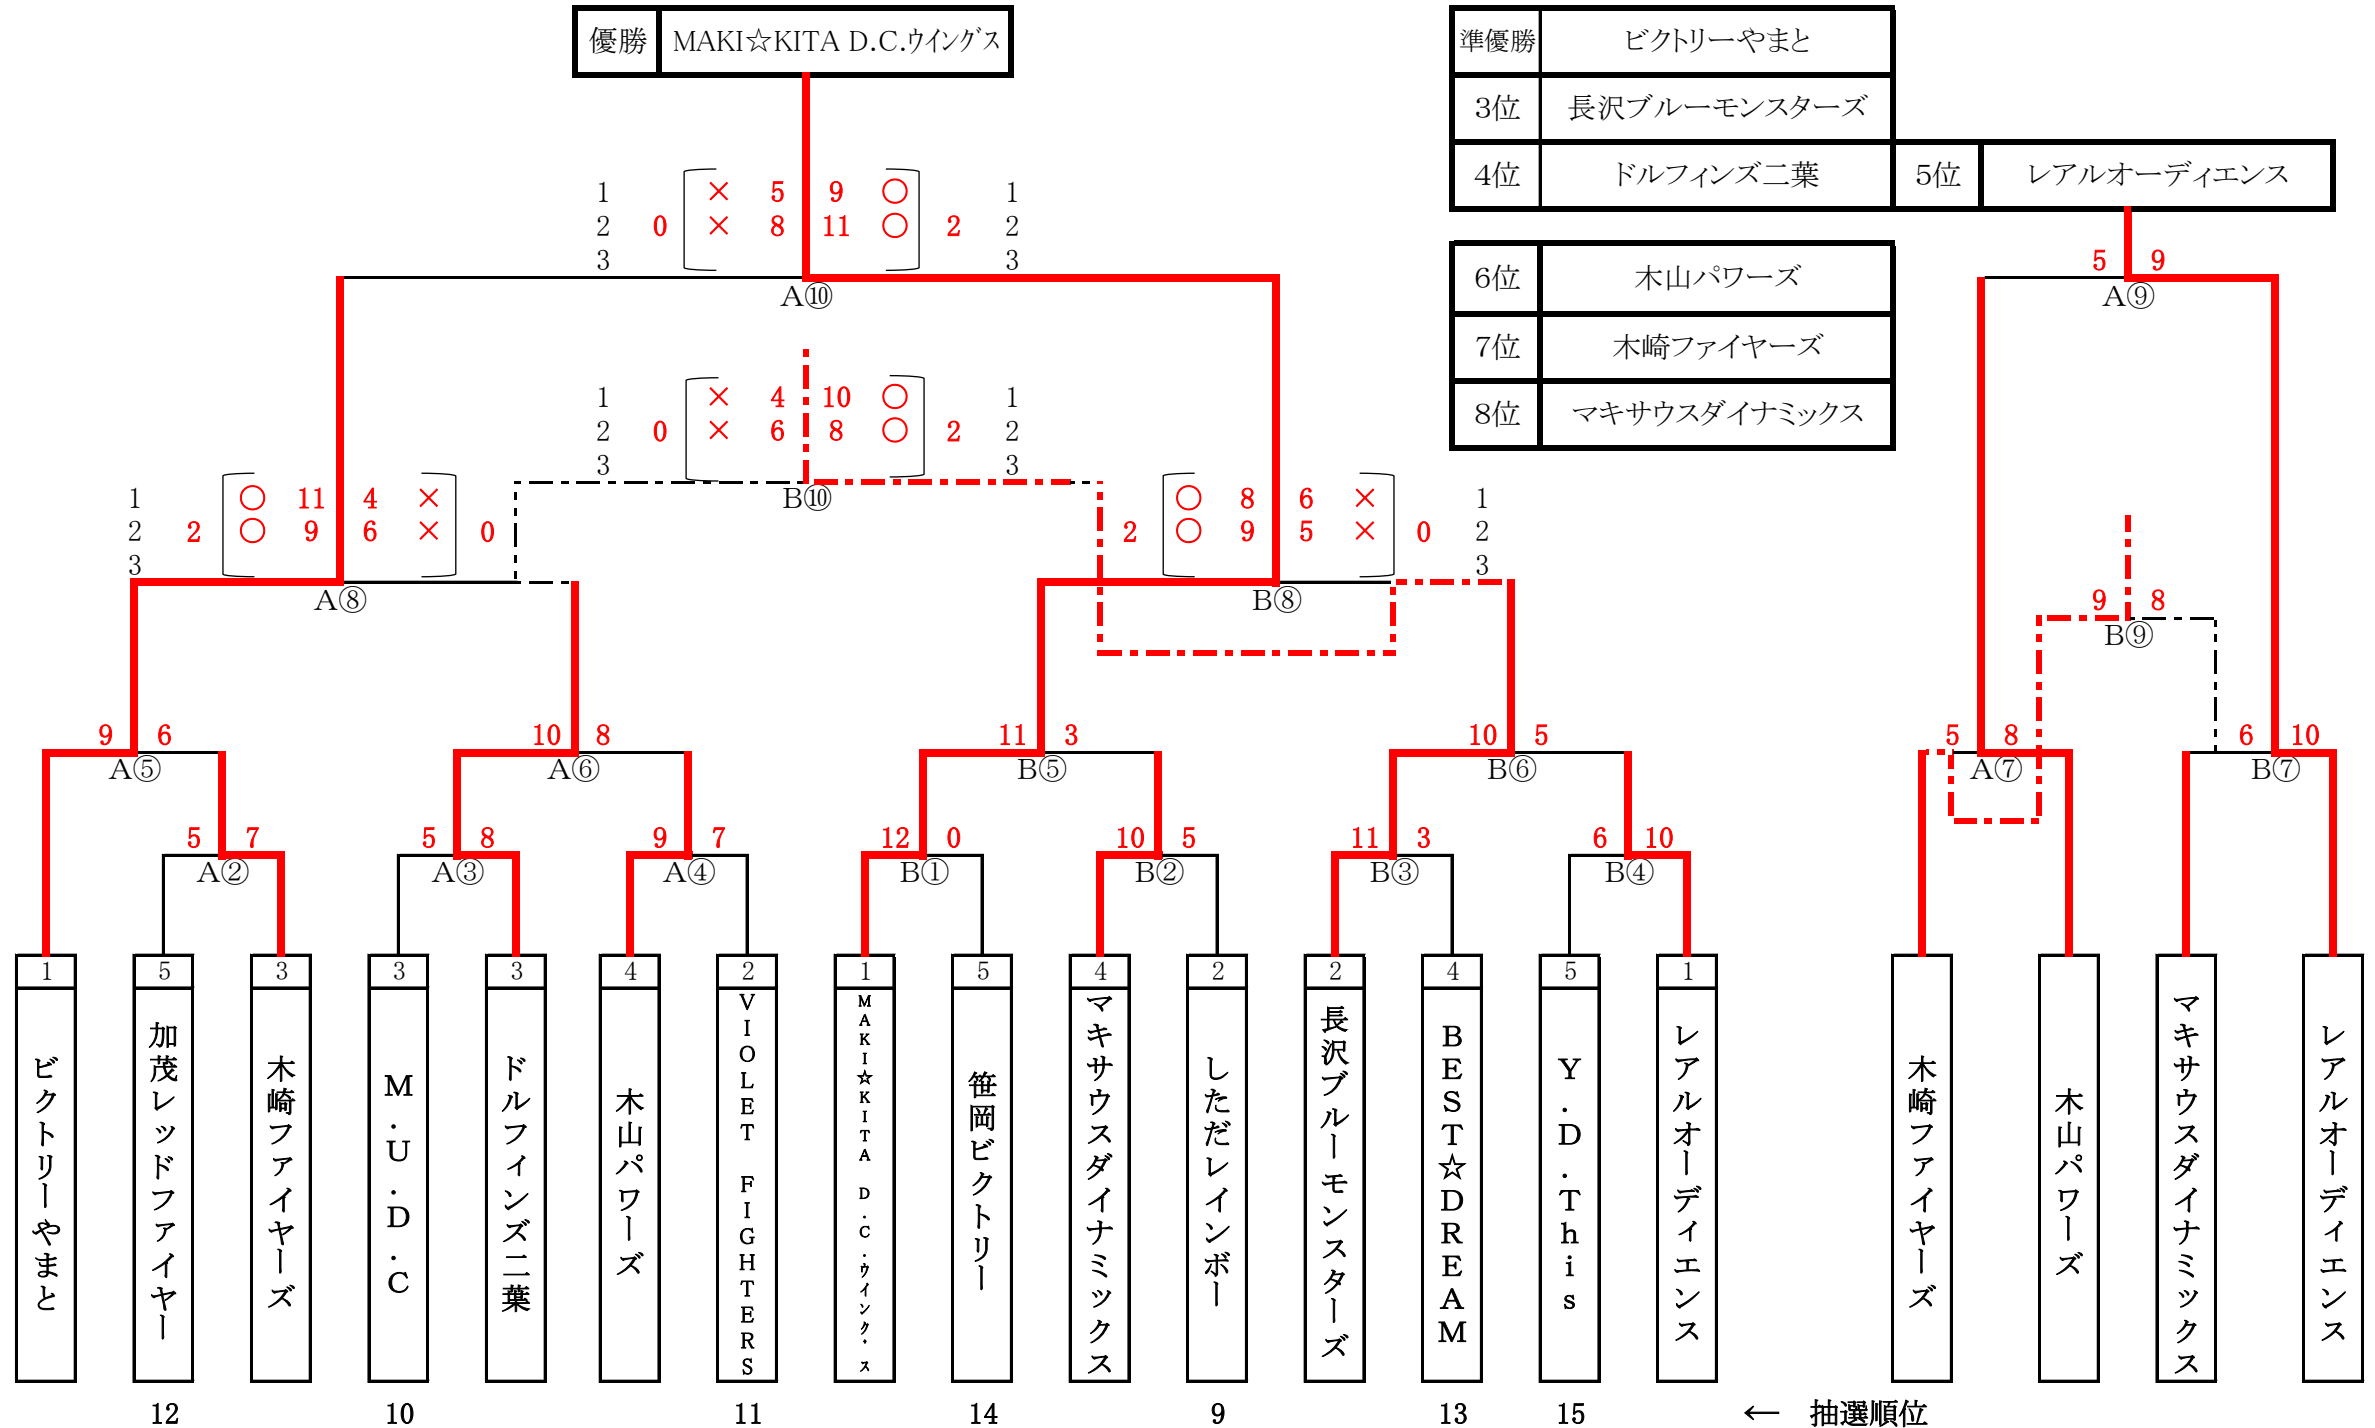 優勝 MAKI☆KITA D.C.ウイングス
準優勝 ビクトリーやまと
3位 長沢ブルーモンスターズ
4位 ドルフィンズ二葉 5位 レアルオーディエンス
6位 木山パワーズ
7位 木崎ファイヤーズ
8位 マキサウスダイナミックス
1 × 5 9 ○ 1
2 0 × 8 11 ○ 2 2
3 3
A⑩
5 9
A⑨
1 × 4 10 ○ 1
2 0 × 6 8 ○ 2 2
3 3
B⑩
1 ○ 11 4 ×
2 2 ○ 9 6 × 0
3
A⑧
○ 8 6 × 1
2 ○ 9 5 × 0 2
3
B⑧
9 8
B⑨
9 6
A⑤
10 8
A⑥
11 3
B⑤
10 5
B⑥
5 8
A⑦
6 10
B⑦
5 7
A②
5 8
A③
9 7
A④
12 0
B①
10 5
B②
11 3
B③
6 10
B④
1 ビクトリーやまと
5 加茂レッドファイヤー
3 木崎ファイヤーズ
3 M.U.D.C
3 ドルフィンズ二葉
4 木山パワーズ
2 VIOLET FIGHTERS
1 MAKI☆KITA D.C.ウイングス
5 笹岡ビクトリー
4 マキサウスダイナミックス
2 しただレインボー
2 長沢ブルーモンスターズ
4 BEST☆DREAM
5 Y.D.This
1 レアルオーディエンス
木崎ファイヤーズ
木山パワーズ
マキサウスダイナミックス
レアルオーディエンス
12 10 11 14 9 13 15 ← 抽選順位